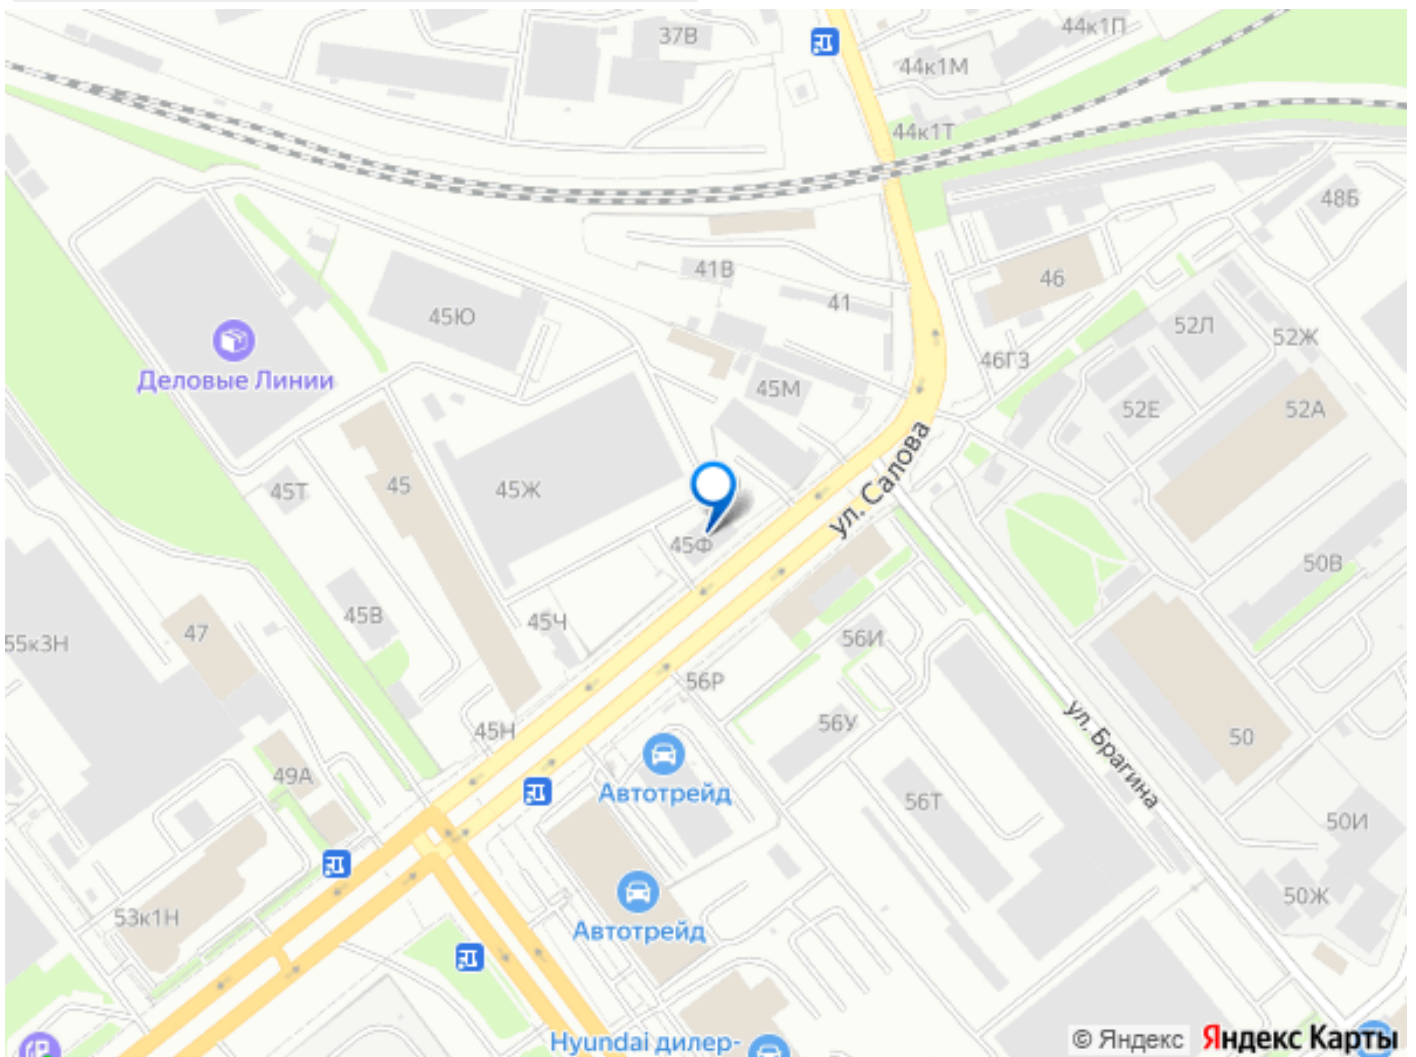 37В
44к1П
44к1М
44к1Т
48Б
41В
46
41
45Ю
52Л
52Ж
46ГЗ
Деловые Линии
45М
52Е
52А
ул. Салова
45Т
45
45Ж
45Ф
50В
45В
45Ч
47
56И
55к3Н
56Р
45Н
56У
ул. Брагина
50
49А
Автотрейд
56Т
50И
53к1Н
Автотрейд
50Ж
Hyundai дилер-
© Яндекс
Яндекс Карты